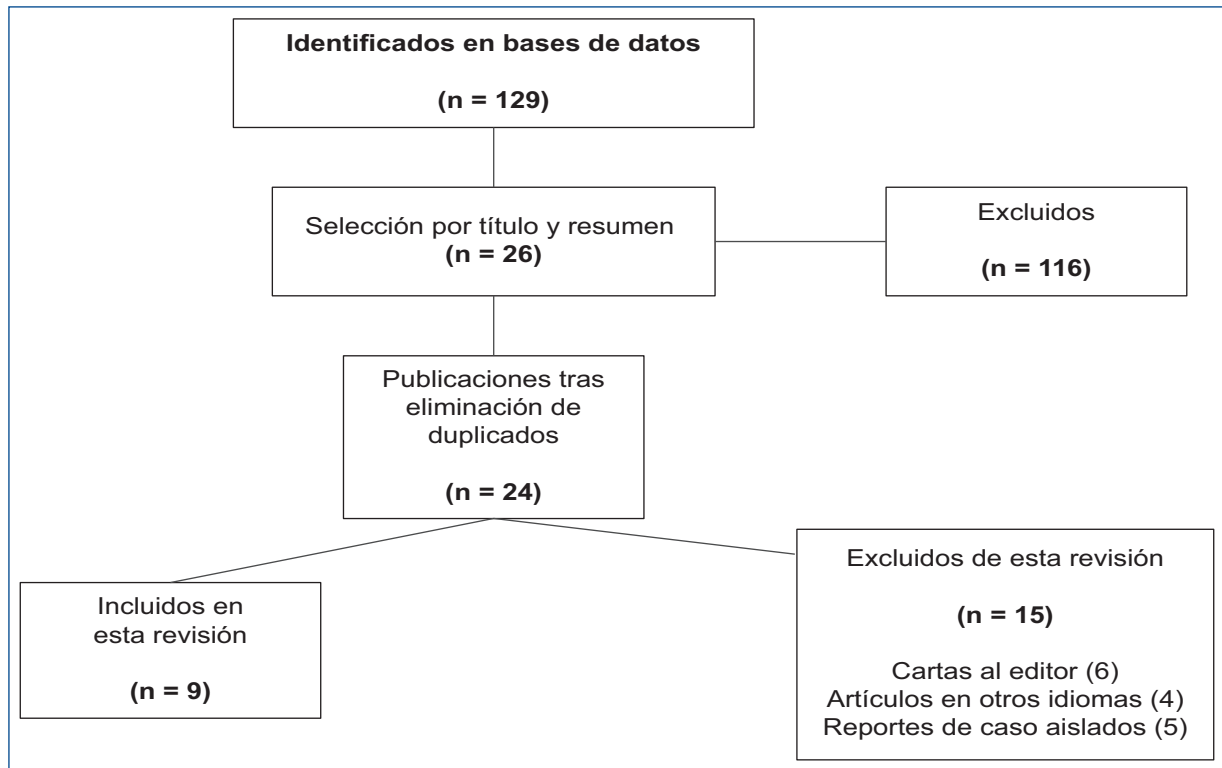 Identificados en bases de datos
(n = 129)
Selección por título y resumen
(n = 26)
Excluidos
(n = 116)
Publicaciones tras
eliminación de
duplicados
(n = 24)
Incluidos en
esta revisión
(n = 9)
Excluidos de esta revisión
(n = 15)
Cartas al editor (6)
Artículos en otros idiomas (4)
Reportes de caso aislados (5)